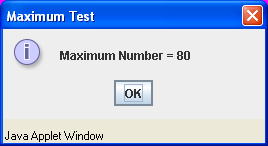 Maximum Test
Maximum Number = 80
OK
Java Applet Window